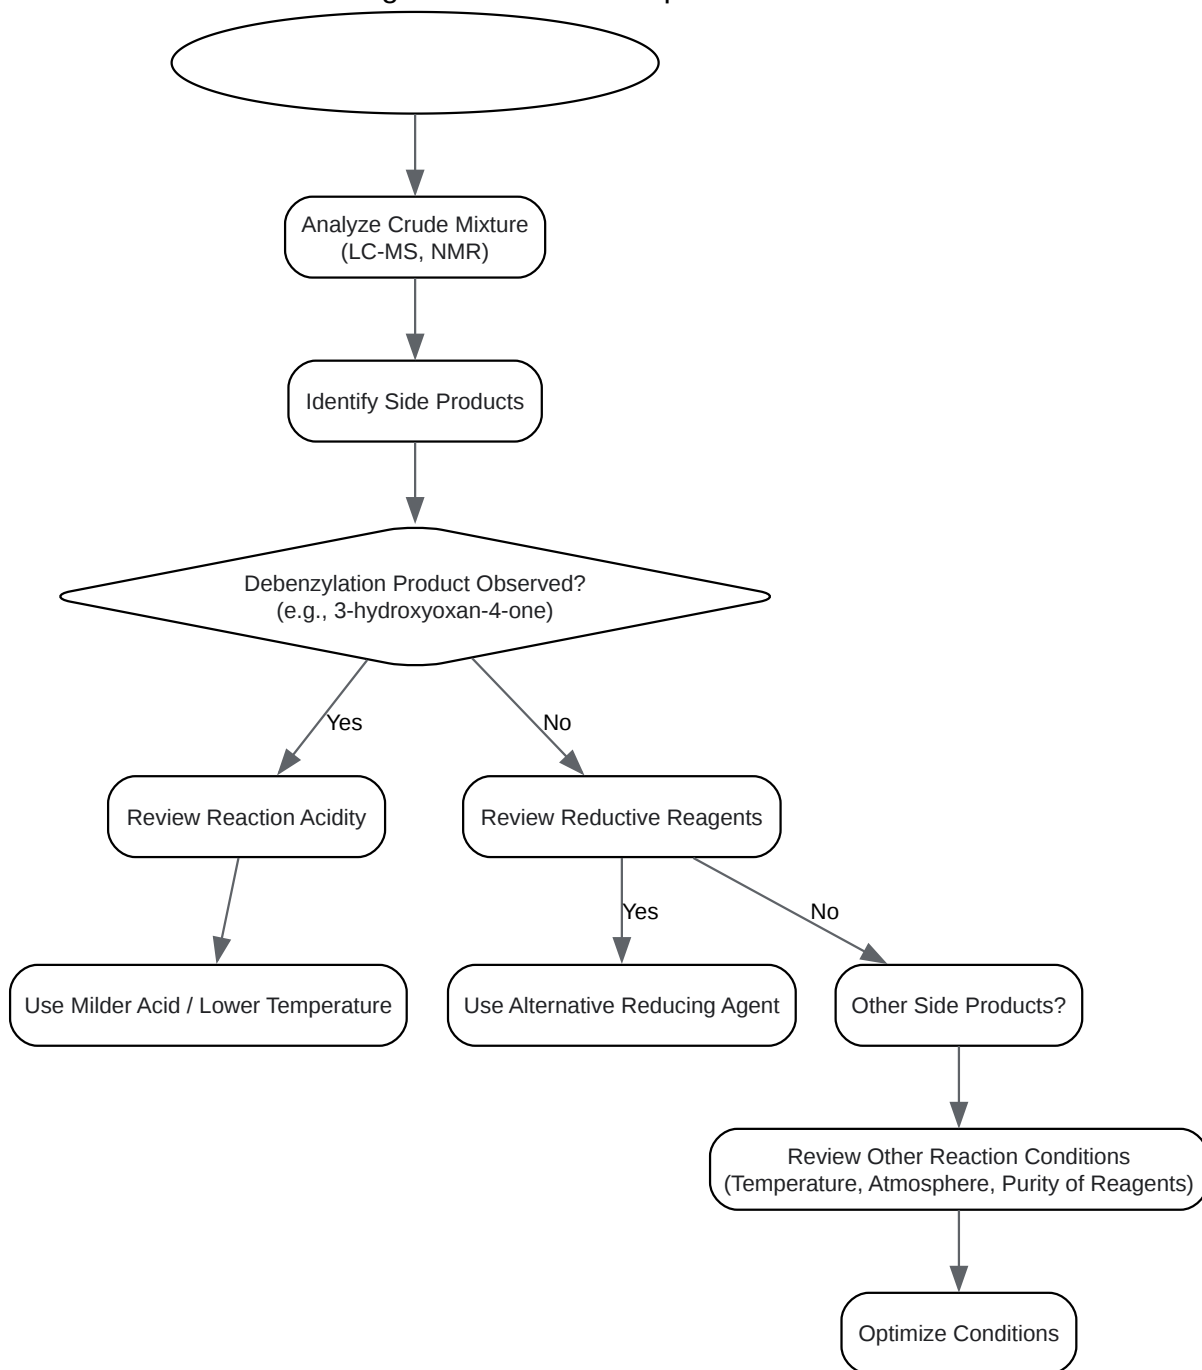 Analyze Crude Mixture
(LC-MS, NMR)
Identify Side Products
Debenzylation Product Observed?
(e.g., 3-hydroxyoxan-4-one)
Yes
No
Review Reaction Acidity
Review Reductive Reagents
Yes
No
Use Milder Acid / Lower Temperature
Use Alternative Reducing Agent
Other Side Products?
Review Other Reaction Conditions
(Temperature, Atmosphere, Purity of Reagents)
Optimize Conditions